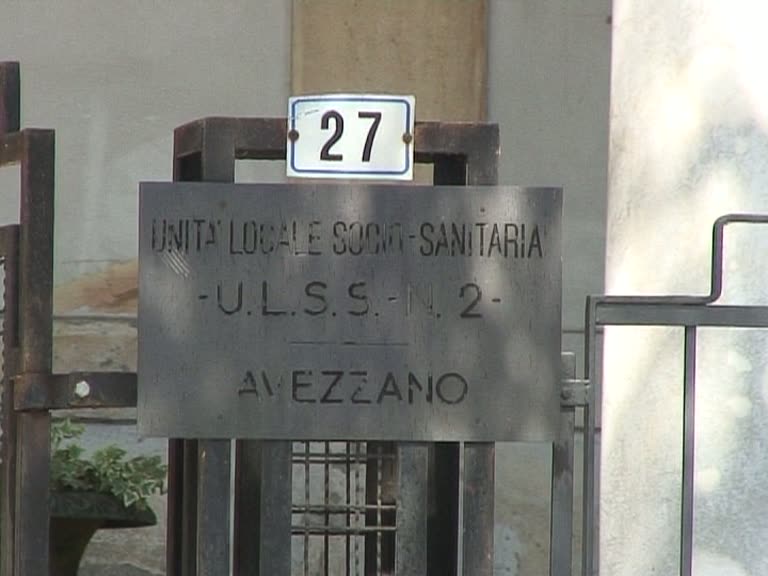 27
UNITA' LOCALE SOCIO-SANITARIA
-U.L.S.S.-N. 2-
AVEZZANO